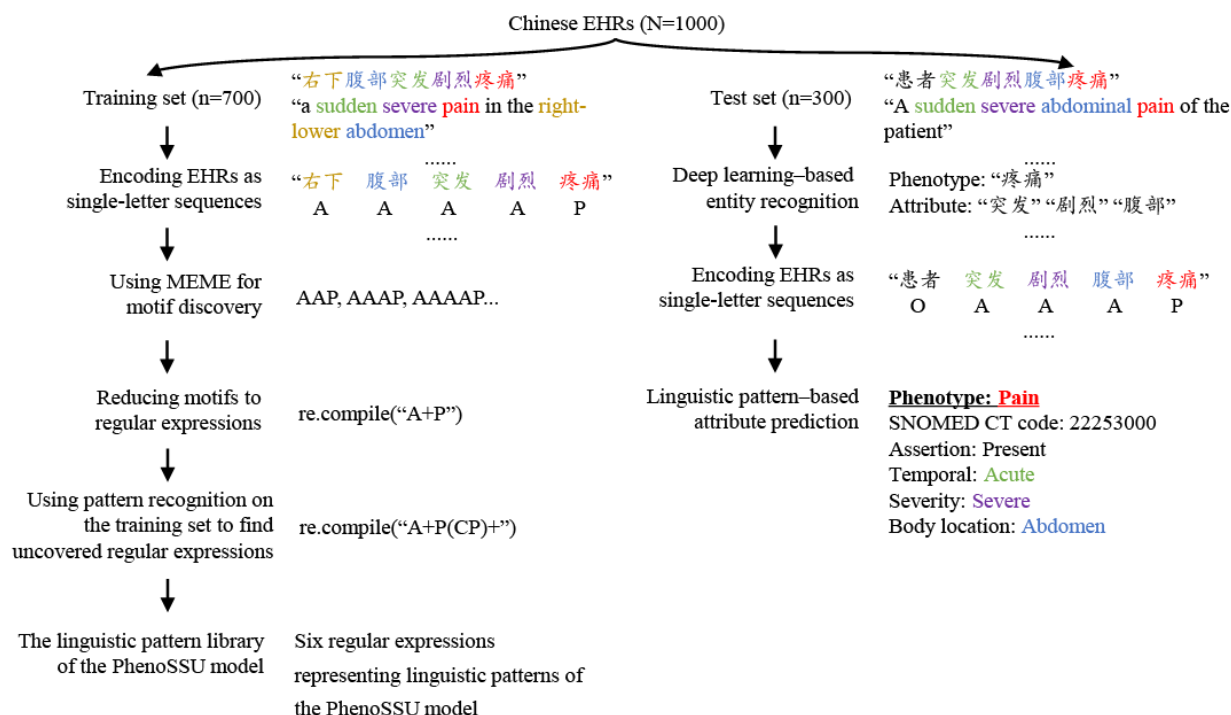 Chinese EHRs (N=1000)
Training set (n=700)
“右下腹部突发剧烈疼痛”
“a sudden severe pain in the right-
lower abdomen”
......
Encoding EHRs as
single-letter sequences
“右下 腹部 突发 剧烈 疼痛”
A A A A P
......
Using MEME for
motif discovery
AAP, AAAP, AAAAP...
Reducing motifs to
regular expressions
re.compile(“A+P”)
Using pattern recognition on
the training set to find
uncovered regular expressions
re.compile(“A+P(CP)+”)
The linguistic pattern library
of the PhenoSSU model
Six regular expressions
representing linguistic patterns of
the PhenoSSU model
Test set (n=300)
“患者突发剧烈腹部疼痛”
“A sudden severe abdominal pain of the
patient”
......
Deep learning–based
entity recognition
Phenotype: “疼痛”
Attribute: “突发” “剧烈” “腹部”
......
Encoding EHRs as
single-letter sequences
“患者 突发 剧烈 腹部 疼痛”
O A A A P
......
Linguistic pattern–based
attribute prediction
Phenotype: Pain
SNOMED CT code: 22253000
Assertion: Present
Temporal: Acute
Severity: Severe
Body location: Abdomen